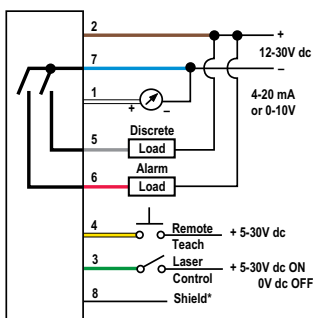 2
+
12-30V dc
7
–
1
+
–
4-20 mA
or 0-10V
Discrete
5
Load
Alarm
6
Load
4
Remote
Teach
+ 5-30V dc
3
Laser
Control
+ 5-30V dc ON
0V dc OFF
8
Shield*